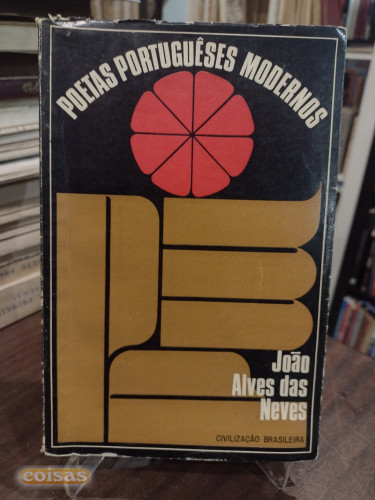 POETAS PORTUGUÊSES MODERNOS
João
Alves das
Neves
CIVILIZAÇÃO BRASILEIRA
coisas